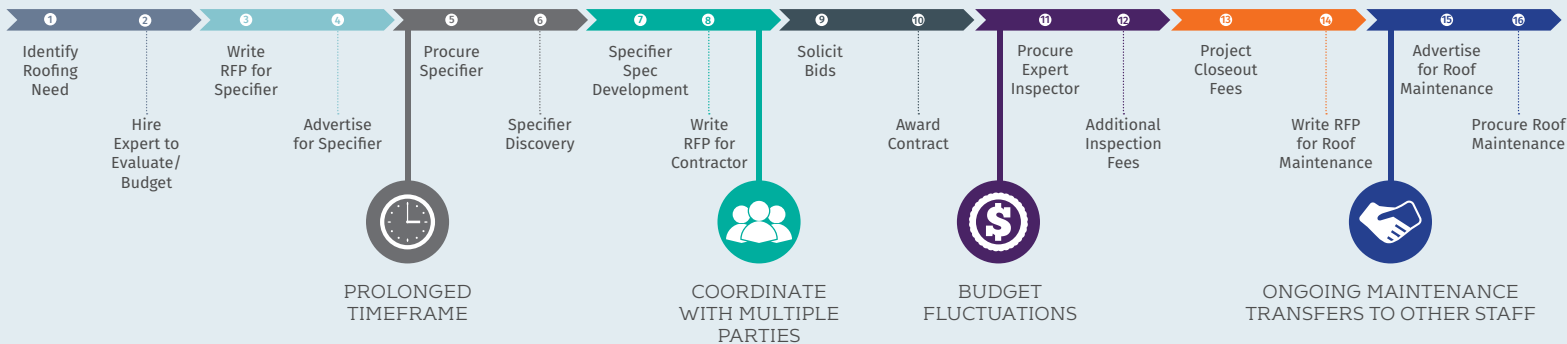 1
2
3
4
5
6
7
8
9
10
11
12
13
14
15
16
Identify
Roofing
Need
Hire
Expert to
Evaluate/
Budget
Write
RFP for
Specifier
Advertise
for Specifier
Procure
Specifier
Specifier
Discovery
Specifier
Spec
Development
Write
RFP for
Contractor
Solicit
Bids
Award
Contract
Procure
Expert
Inspector
Additional
Inspection
Fees
Project
Closeout
Fees
Write RFP
for Roof
Maintenance
Advertise
for Roof
Maintenance
Procure Roof
Maintenance
$
PROLONGED
TIMEFRAME
COORDINATE
WITH MULTIPLE
PARTIES
BUDGET
FLUCTUATIONS
ONGOING MAINTENANCE
TRANSFERS TO OTHER STAFF